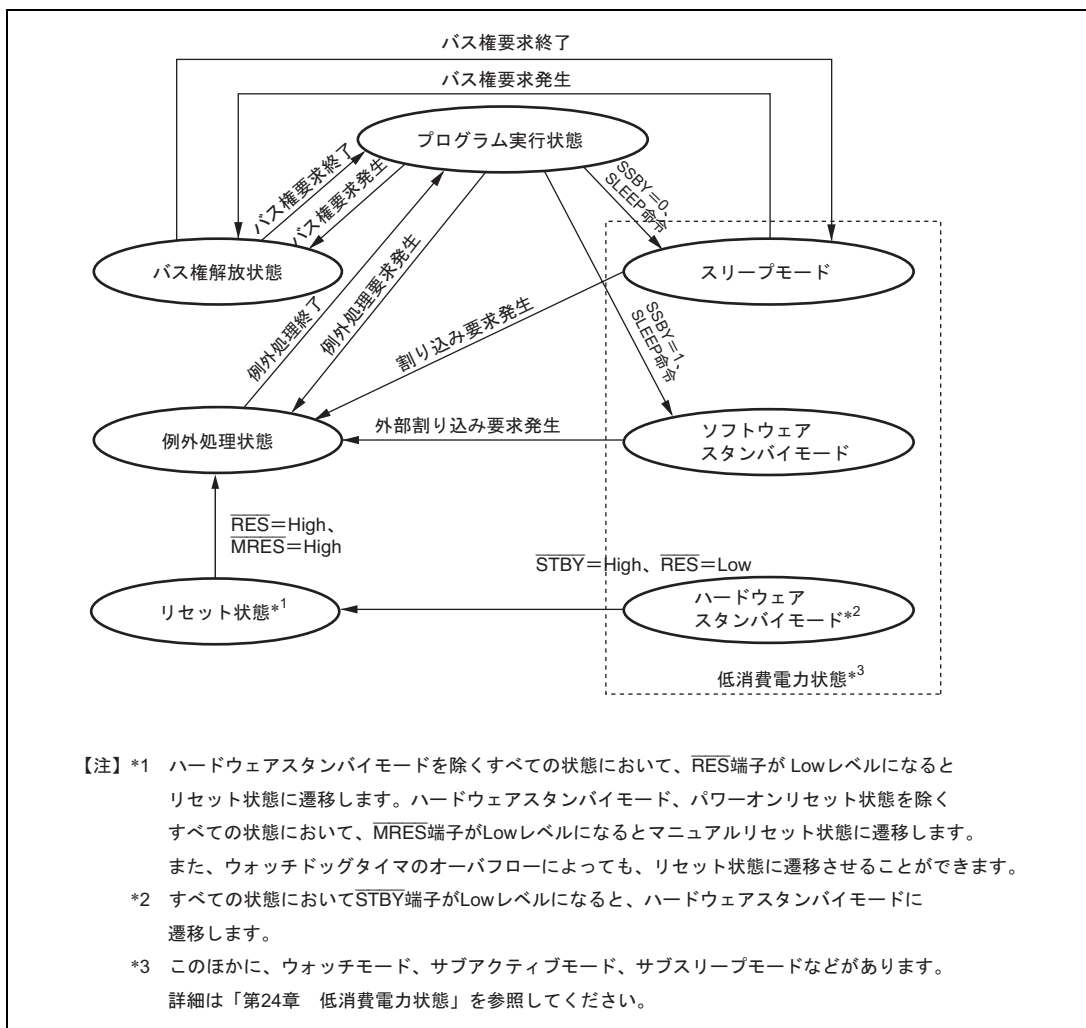 バス権要求終了
バス権要求発生
プログラム実行状態
バス権要求終了
バス権要求発生
SSBY=0、
SLEEP命令
バス権解放状態
スリープモード
例外処理終了
例外処理要求発生
割り込み要求発生
SSBY=1、
SLEEP命令
例外処理状態
外部割り込み要求発生
ソフトウェア
スタンバイモード
RES=High、
MRES=High
STBY=High、RES=Low
リセット状態*1
ハードウェア
スタンバイモード*2
低消費電力状態*3
【注】*1 ハードウェアスタンバイモードを除くすべての状態において、RES端子が Lowレベルになると
リセット状態に遷移します。ハードウェアスタンバイモード、パワーオンリセット状態を除く
すべての状態において、MRES端子がLowレベルになるとマニュアルリセット状態に遷移します。
また、ウォッチドッグタイマのオーバフローによっても、リセット状態に遷移させることができます。
*2 すべての状態においてSTBY端子がLowレベルになると、ハードウェアスタンバイモードに
遷移します。
*3 このほかに、ウォッチモード、サブアクティブモード、サブスリープモードなどがあります。
詳細は「第24章 低消費電力状態」を参照してください。